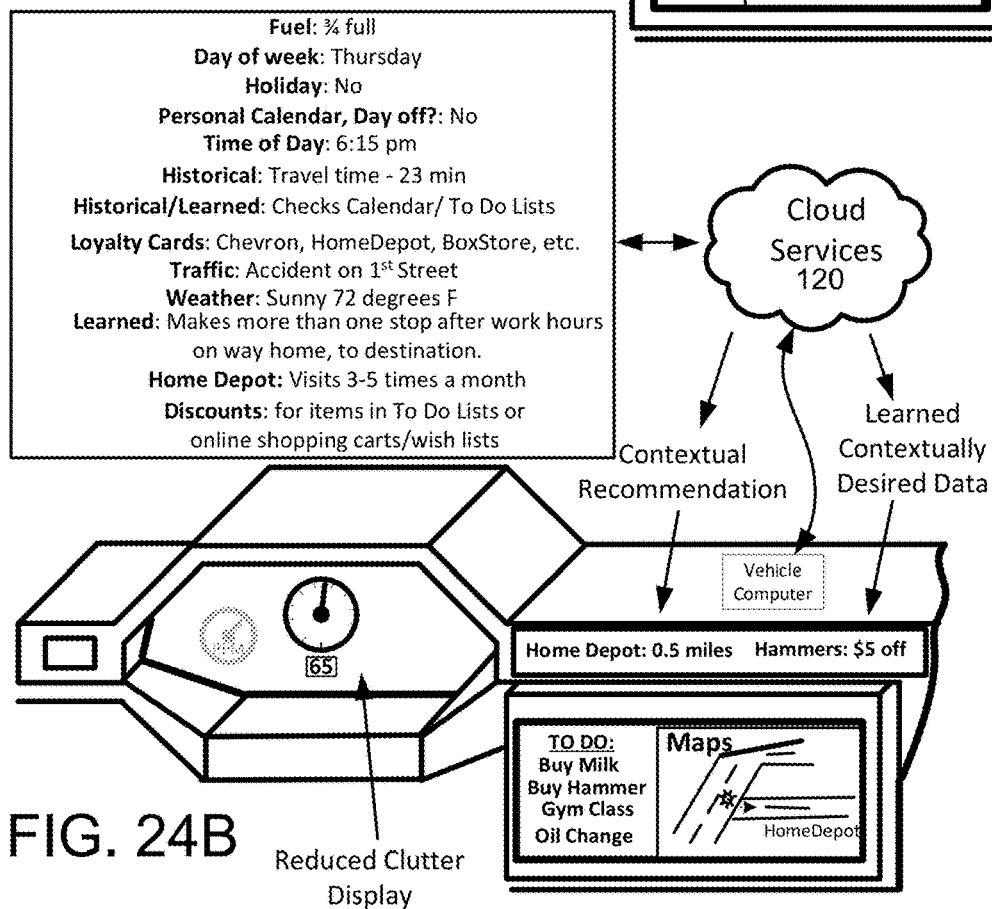 Fuel: ¾ full
Day of week: Thursday
Holiday: No
Personal Calendar, Day off?: No
Time of Day: 6:15 pm
Historical: Travel time - 23 min
Historical/Learned: Checks Calendar/ To Do Lists
Loyalty Cards: Chevron, HomeDepot, BoxStore, etc.
Traffic: Accident on 1st Street
Weather: Sunny 72 degrees F
Learned: Makes more than one stop after work hours
on way home, to destination.
Home Depot: Visits 3-5 times a month
Discounts: for items in To Do Lists or
online shopping carts/wish lists
Cloud
Services
120
Contextual
Recommendation
Learned
Contextually
Desired Data
Vehicle
Computer
65
Home Depot: 0.5 miles Hammers: $5 off
TO DO:
Buy Milk
Buy Hammer
Gym Class
Oil Change
Maps
HomeDepot
FIG. 24B
Reduced Clutter
Display